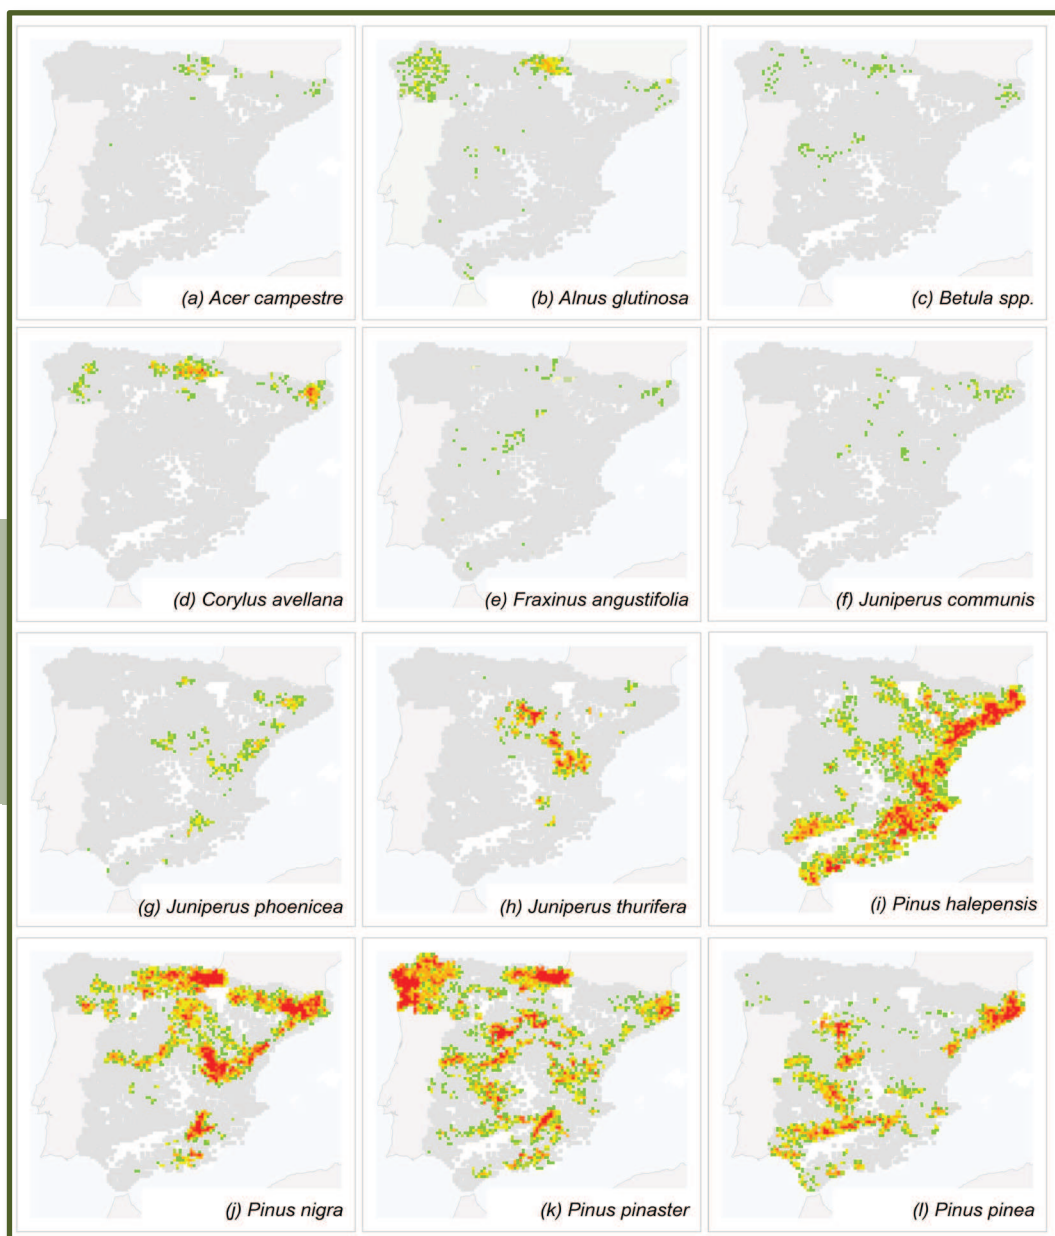 (a) Acer campestre
(b) Alnus glutinosa
(c) Betula spp.
(d) Corylus avellana
(e) Fraxinus angustifolia
(f) Juniperus communis
(g) Juniperus phoenicea
(h) Juniperus thurifera
(i) Pinus halepensis
(j) Pinus nigra
(k) Pinus pinaster
(l) Pinus pinea